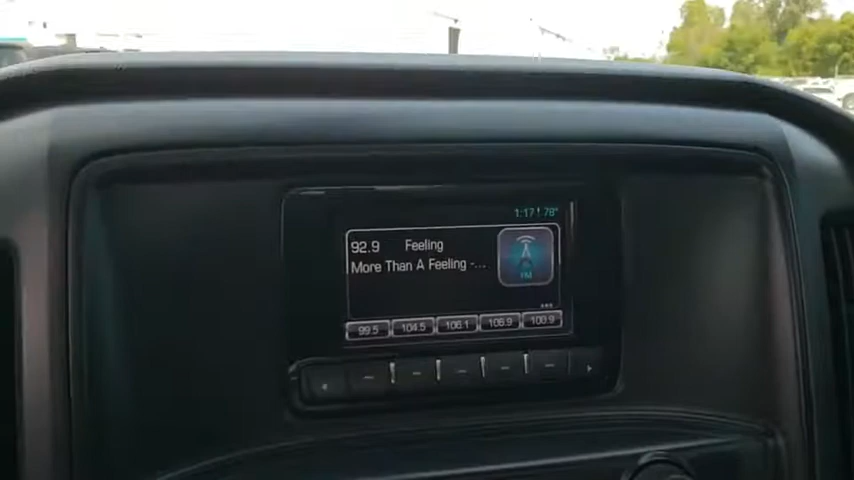 1:17 | 78°
92.9 Feeling
More Than A Feeling -...
FM
99.5 104.5 106.1 106.9 100.9